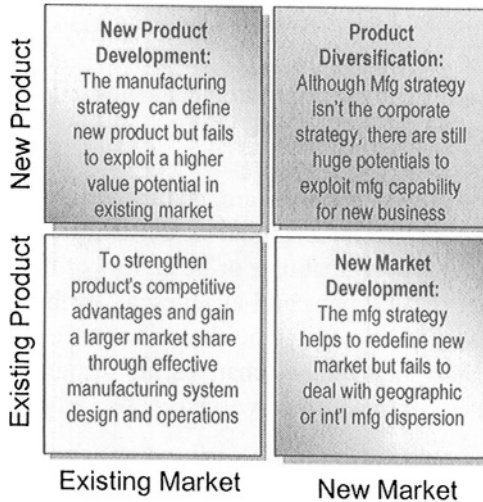 New Product
New Product
Development:
The manufacturing
strategy can define
new product but fails
to exploit a higher
value potential in
existing market
Product
Diversification:
Although Mfg strategy
isn't the corporate
strategy, there are still
huge potentials to
exploit mfg capability
for new business
Existing Product
To strengthen
product's competitive
advantages and gain
a larger market share
through effective
manufacturing system
design and operations
New Market
Development:
The mfg strategy
helps to redefine new
market but fails to
deal with geographic
or int'l mfg dispersion
Existing Market
New Market